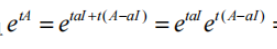 e^{tA} = e^{taI+t(A−aI)} = e^{taI} e^{t(A−aI)} =